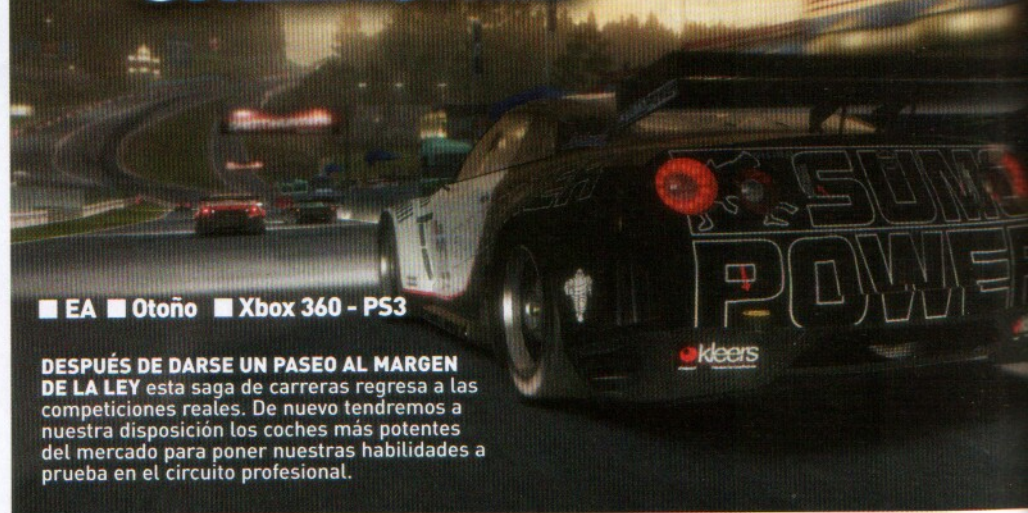 ■ EA ■ Otoño ■ Xbox 360 - PS3
DESPUÉS DE DARSE UN PASEO AL MARGEN
DE LA LEY esta saga de carreras regresa a las
competiciones reales. De nuevo tendremos a
nuestra disposición los coches más potentes
del mercado para poner nuestras habilidades a
prueba en el circuito profesional.
SUMO
POWER
kleers